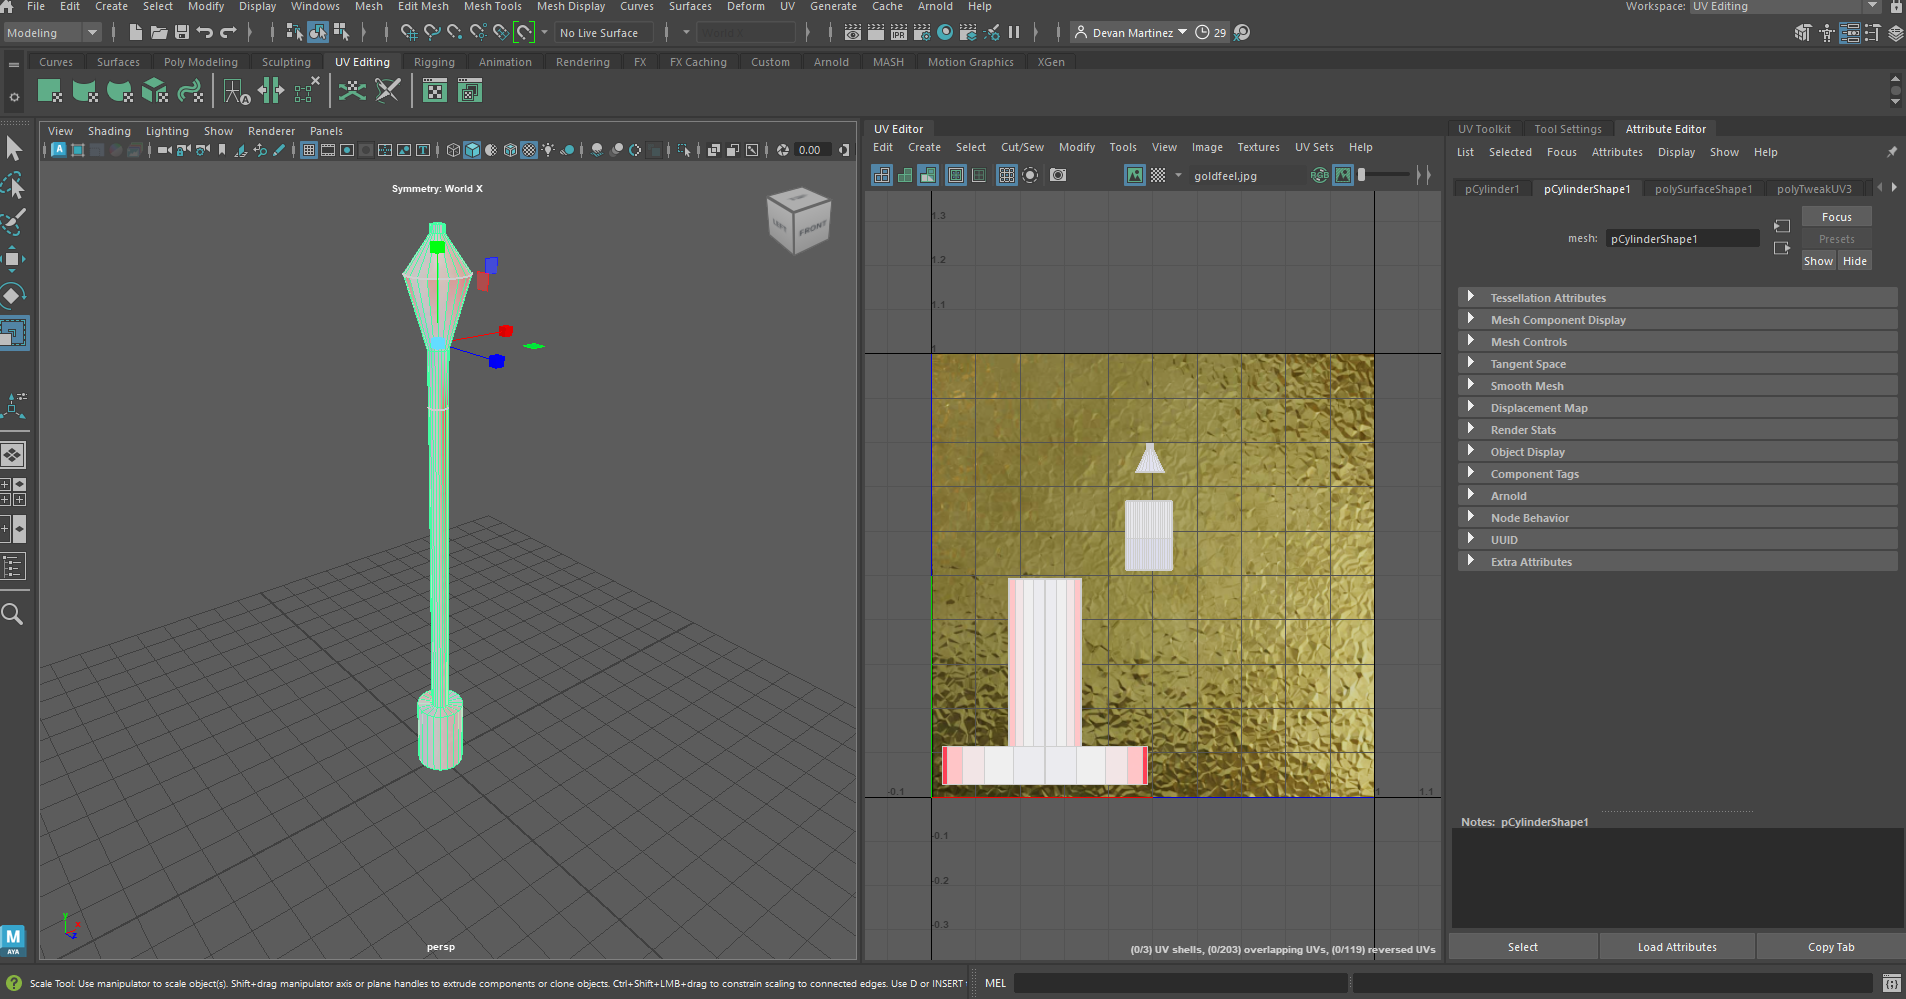 File Edit Create Select Modify Display Windows Mesh Edit Mesh Mesh Tools Mesh Display Curves Surfaces Deform UV Generate Cache Arnold Help
Workspace: UV Editing
Modeling
No Live Surface
IPR
Devan Martinez
29
Curves Surfaces Poly Modeling Sculpting UV Editing Rigging Animation Rendering FX FX Caching Custom Arnold MASH Motion Graphics XGen
View Shading Lighting Show Renderer Panels
0.00
Symmetry: World X
LEFT
FRONT
persp
UV Editor
Edit Create Select Cut/Sew Modify Tools View Image Textures UV Sets Help
goldfeel.jpg
RGB
1.3
1.2
1.1
1
-0.1
1
1.1
-0.1
-0.2
-0.3
(0/3) UV shells, (0/203) overlapping UVs, (0/119) reversed UVs
UV Toolkit Tool Settings Attribute Editor
List Selected Focus Attributes Display Show Help
pCylinder1 pCylinderShape1 polySurfaceShape1 polyTweakUV3
mesh: pCylinderShape1
Focus
Presets
Show Hide
Tessellation Attributes
Mesh Component Display
Mesh Controls
Tangent Space
Smooth Mesh
Displacement Map
Render Stats
Object Display
Component Tags
Arnold
Node Behavior
UUID
Extra Attributes
Notes: pCylinderShape1
Select Load Attributes Copy Tab
M
AYA
Scale Tool: Use manipulator to scale object(s). Shift+drag manipulator axis or plane handles to extrude components or clone objects. Ctrl+Shift+LMB+drag to constrain scaling to connected edges. Use D or INSERT
MEL